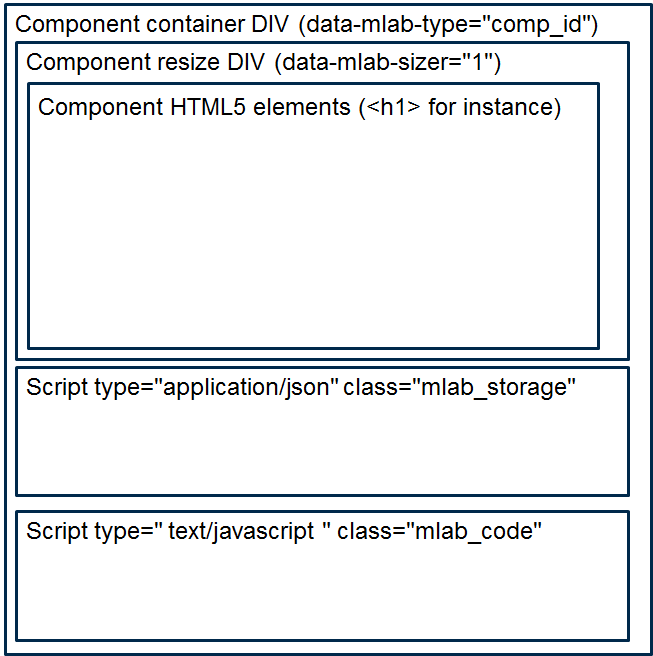 Component container DIV (data-mlab-type="comp_id")
Component resize DIV (data-mlab-sizer="1")
Component HTML5 elements (<h1> for instance)
Script type="application/json" class="mlab_storage"
Script type=" text/javascript " class="mlab_code"